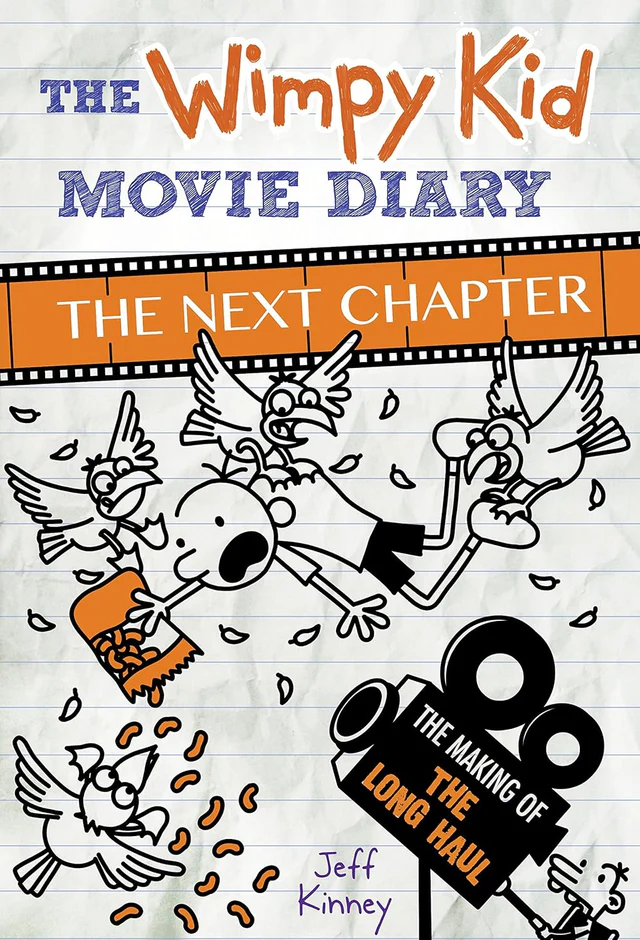 THE Wimpy Kid
MOVIE DIARY
THE NEXT CHAPTER
THE MAKING OF
THE
LONG HAUL
Jeff
Kinney